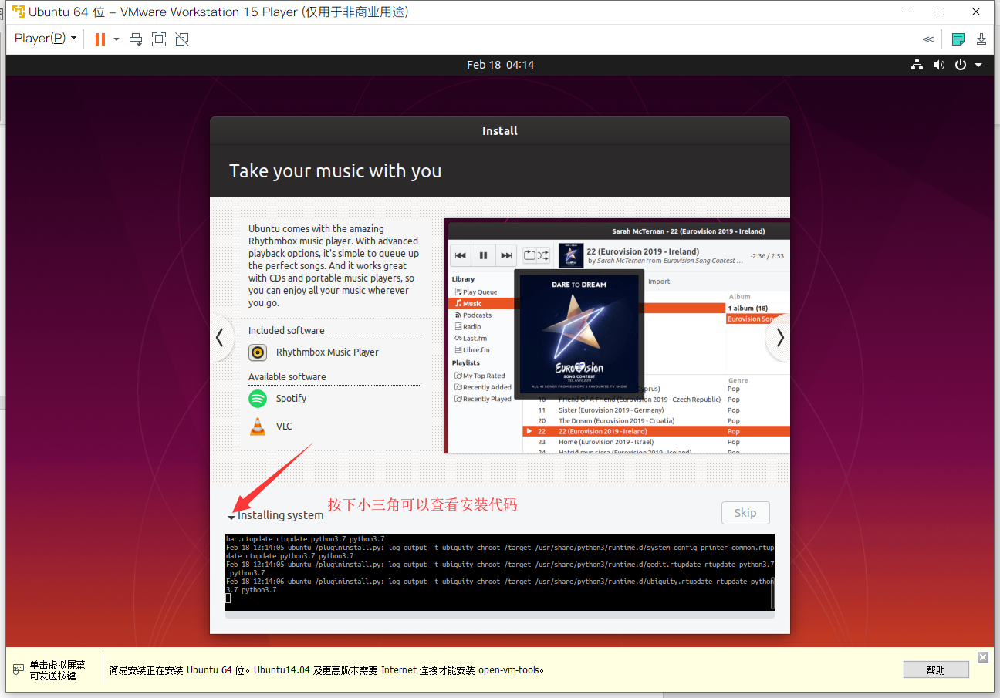 Ubuntu 64 位 – VMware Workstation 15 Player (仅用于非商业用途)
Player(P)
Feb 18 04:14
Install
Take your music with you
Ubuntu comes with the amazing
Rhythmbox music player. With advanced
playback options, it's simple to queue up
the perfect songs. And it works great
with CDs and portable music players, so
you can enjoy all your music wherever
you go.
Included software
Rhythmbox Music Player
Available software
Spotify
VLC
Sarah McTernan - 22 (Eurovision 2019 - Ireland)
22 (Eurovision 2019 - Ireland)
by Sarah McTernan from Eurovision Song Contest ...
-2:36 / 2:53
Library
Play Queue
Music
Podcasts
Radio
Last.fm
Libre.fm
Playlists
My Top Rated
Recently Added
Recently Played
Import
DARE TO DREAM
EUROVISION
SONG CONTEST
TEL AVIV 2019
ALL 41 SONGS FROM EUROPE'S FAVOURITE TV SHOW
Album
1 album (18)
Eurovision Son
Genre
yprus) Pop
10 Friend Of A Friend (Eurovision 2019 - Czech Republic) Pop
11 Sister (Eurovision 2019 - Germany) Pop
20 The Dream (Eurovision 2019 - Croatia) Pop
22 22 (Eurovision 2019 - Ireland) Pop
23 Home (Eurovision 2019 - Israel) Pop
24 Hatrið mun sigra (Eurovision 2019 - Iceland) Pop
按下小三角可以查看安装代码
Installing system
Skip
bar.rtupdate rtupdate python3.7 python3.7
Feb 18 12:14:05 ubuntu /plugininstall.py: log-output -t ubiquity chroot /target /usr/share/python3/runtime.d/system-config-printer-common.rtup
date rtupdate python3.7 python3.7
Feb 18 12:14:05 ubuntu /plugininstall.py: log-output -t ubiquity chroot /target /usr/share/python3/runtime.d/gedit.rtupdate rtupdate python3.7
python3.7
Feb 18 12:14:06 ubuntu /plugininstall.py: log-output -t ubiquity chroot /target /usr/share/python3/runtime.d/ubiquity.rtupdate rtupdate python
3.7 python3.7
单击虚拟屏幕
可发送按键
简易安装正在安装 Ubuntu 64 位。Ubuntu14.04 及更高版本需要 Internet 连接才能安装 open-vm-tools。
帮助